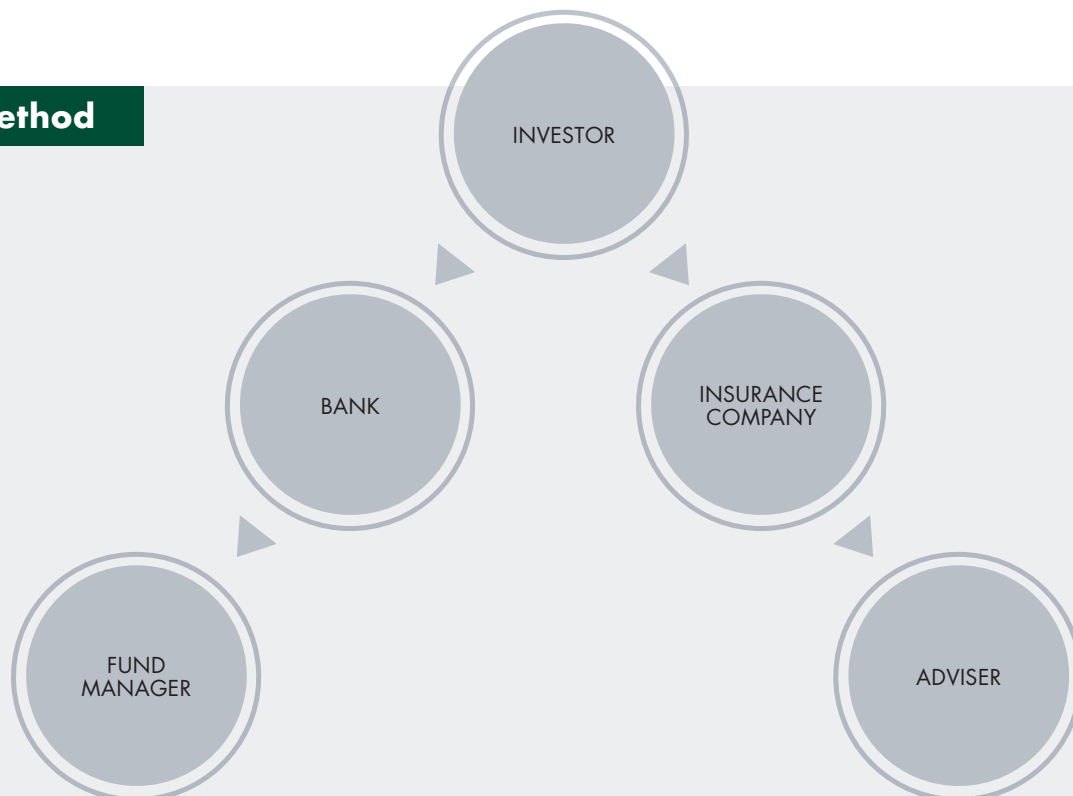 ethod
INVESTOR
BANK
INSURANCE
COMPANY
FUND
MANAGER
ADVISER